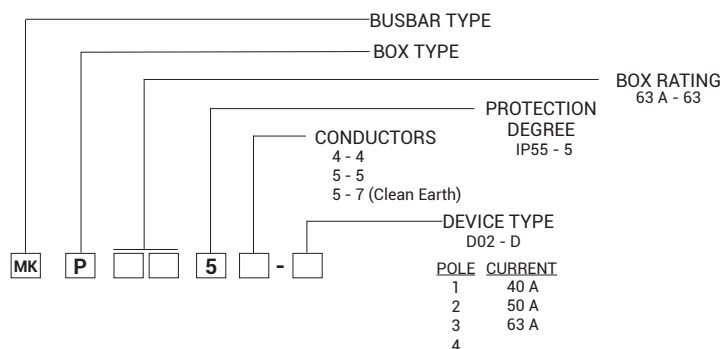 BUSBAR TYPE
BOX TYPE
BOX RATING
63 A - 63
PROTECTION
DEGREE
IP55 - 5
CONDUCTORS
4 - 4
5 - 5
5 - 7 (Clean Earth)
DEVICE TYPE
D02 - D
MK P 5 -
POLE CURRENT
1 40 A
2 50 A
3 63 A
4